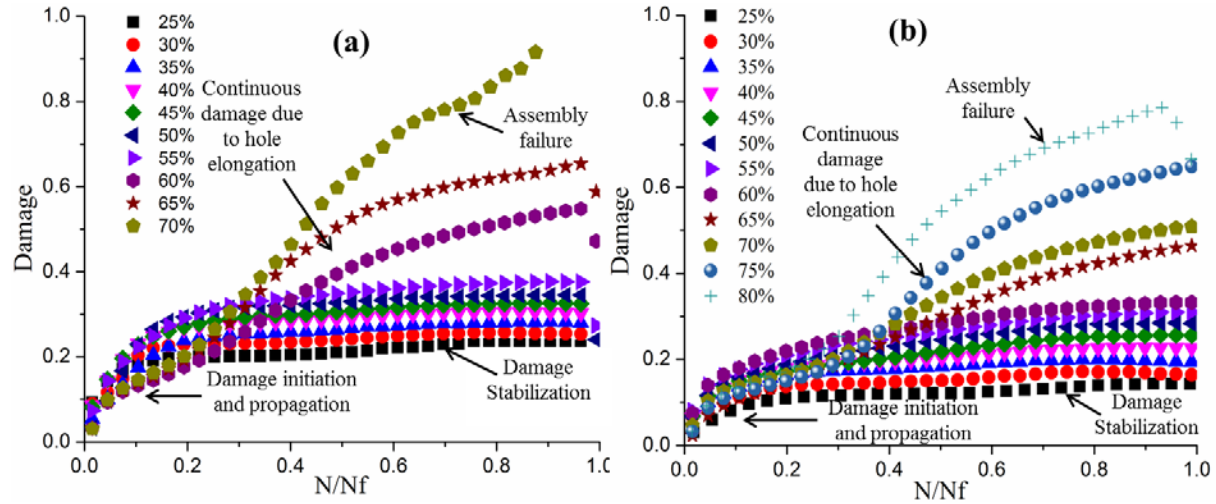 (a)
Damage
1.0
0.8
0.6
0.4
0.2
0.0
25%
30%
35%
40%
45%
50%
55%
60%
65%
70%
Continuous
damage due
to hole
elongation
Assembly
failure
Damage initiation
and propagation
Damage
Stabilization
0.0
0.2
0.4
0.6
0.8
1.0
N/Nf
(b)
Damage
1.0
0.8
0.6
0.4
0.2
0.0
25%
30%
35%
40%
45%
50%
55%
60%
65%
70%
75%
80%
Assembly
failure
Continuous
damage
due to hole
elongation
Damage initiation
and propagation
Damage
Stabilization
0.0
0.2
0.4
0.6
0.8
1.0
N/Nf